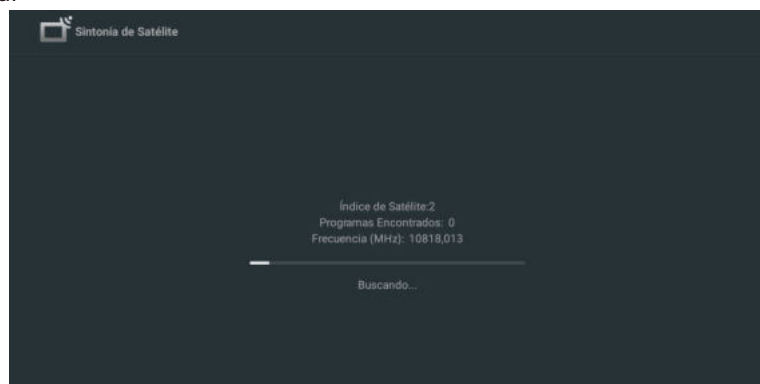 Sintonía de Satélite
Índice de Satélite:2
Programas Encontrados: 0
Frecuencia (MHz): 10818,013
Buscando...